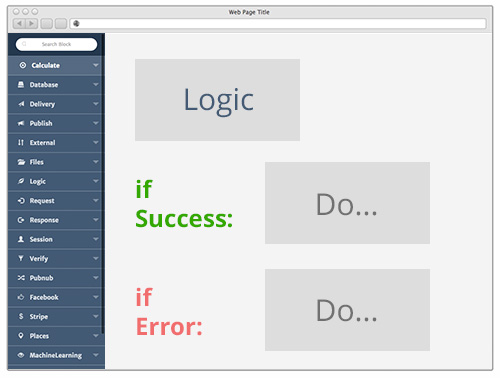 Web Page Title
Search Block
Calculate
Database
Delivery
Publish
External
Files
Logic
Request
Response
Session
Verify
Pubnub
Facebook
Stripe
Places
MachineLearning
Logic
if
Success:
Do...
if
Error:
Do...